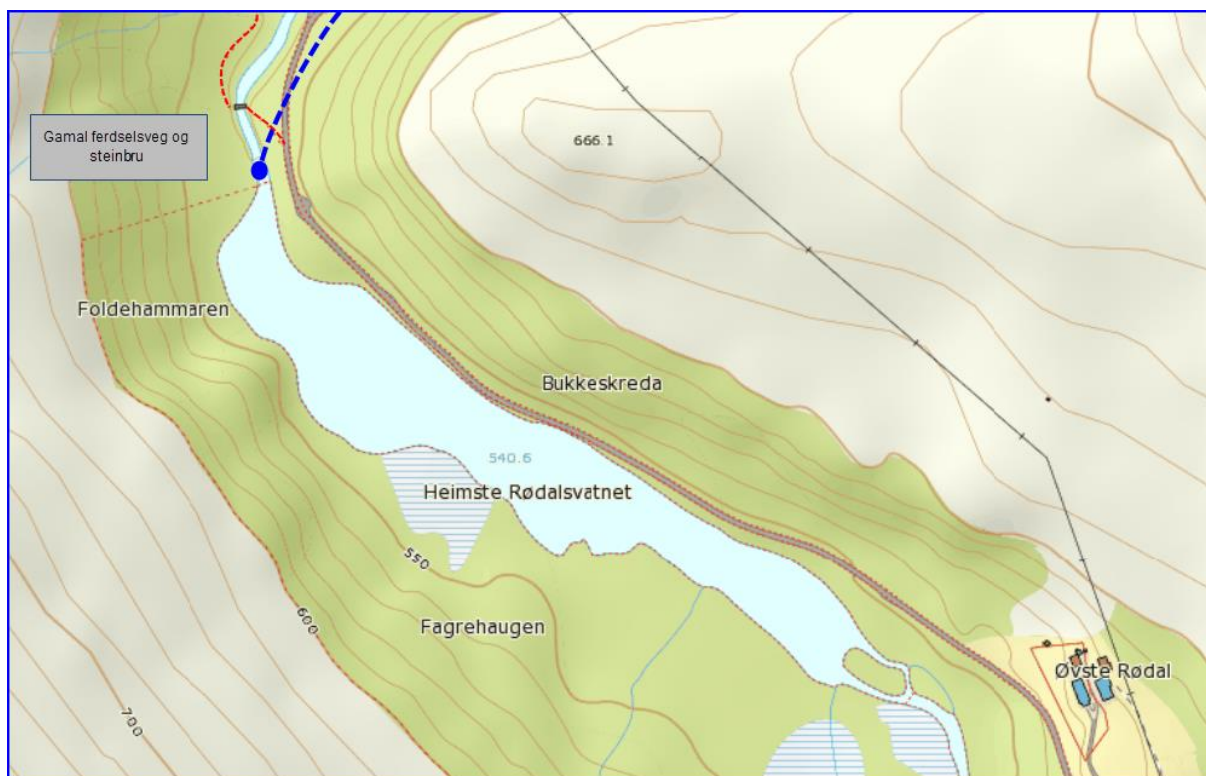 Gamal ferdselsveg og
steinbru
666.1
Foldehammaren
Bukkeskreda
540.6
Heimste Rødalsvatnet
550
600
Fagrehaugen
Øvste Rødal
700